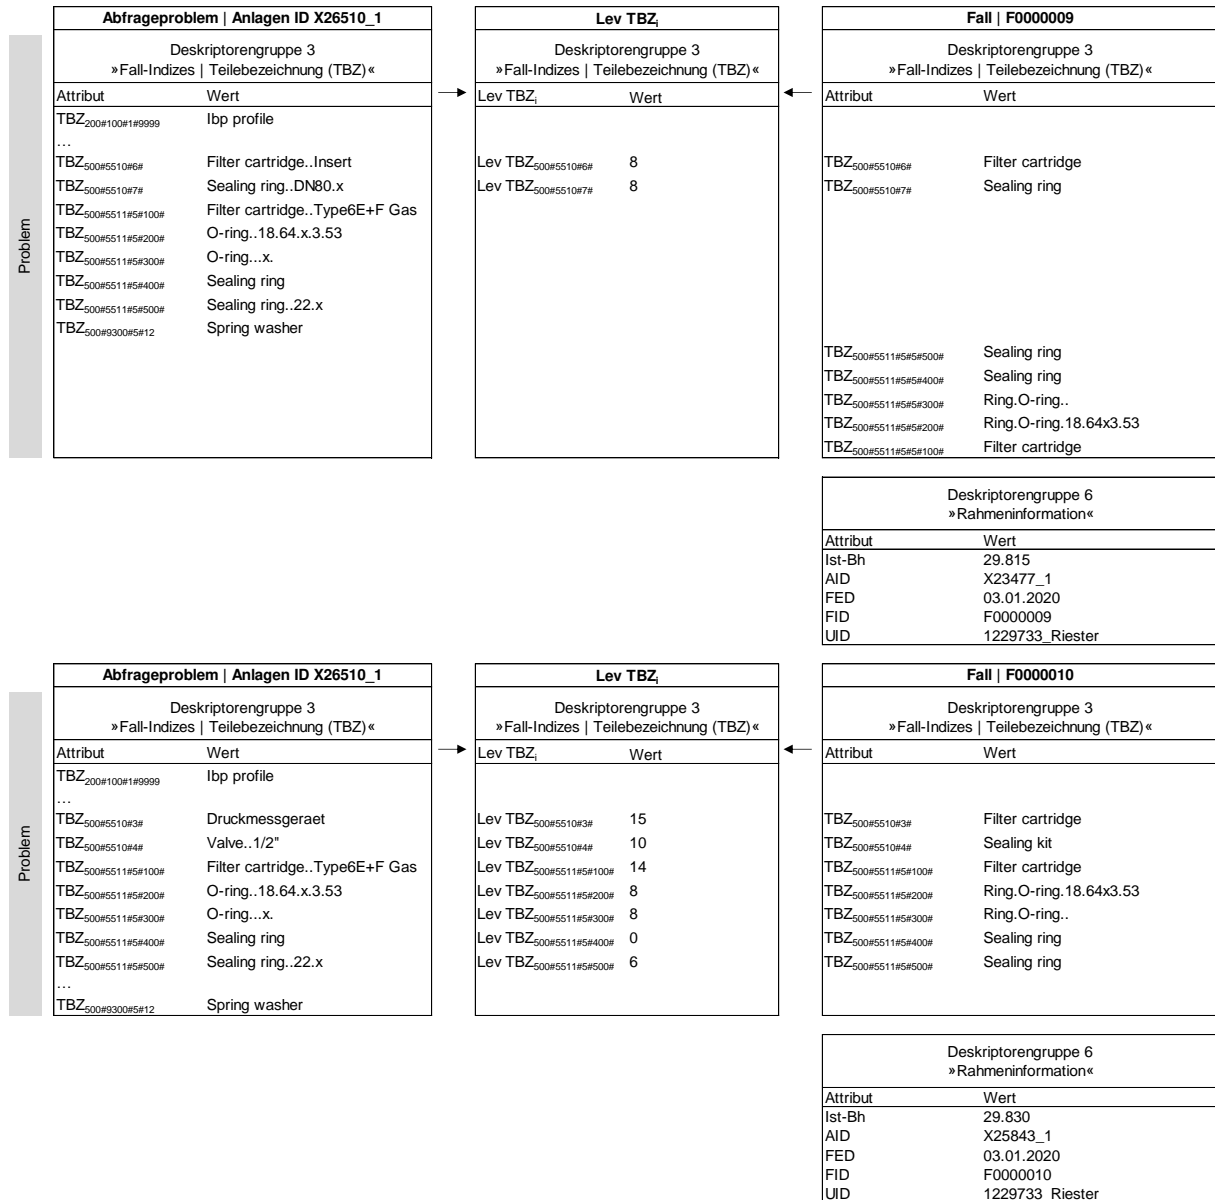 Abfrageproblem | Anlagen ID X26510_1
Deskriptorengruppe 3
»Fall-Indizes | Teilebezeichnung (TBZ)«
Attribut Wert
TBZ200#100#1#9999 Ibp profile
…
TBZ500#5510#6# Filter cartridge..Insert
TBZ500#5510#7# Sealing ring..DN80.x
TBZ500#5511#5#100# Filter cartridge..Type6E+F Gas
TBZ500#5511#5#200# O-ring..18.64.x.3.53
TBZ500#5511#5#300# O-ring...x.
TBZ500#5511#5#400# Sealing ring
TBZ500#5511#5#500# Sealing ring..22.x
TBZ500#9300#5#12 Spring washer
Problem
Lev TBZi
Deskriptorengruppe 3
»Fall-Indizes | Teilebezeichnung (TBZ)«
Lev TBZi Wert
Lev TBZ500#5510#6# 8
Lev TBZ500#5510#7# 8
Fall | F0000009
Deskriptorengruppe 3
»Fall-Indizes | Teilebezeichnung (TBZ)«
Attribut Wert
TBZ500#5510#6# Filter cartridge
TBZ500#5510#7# Sealing ring
TBZ500#5511#5#5#500# Sealing ring
TBZ500#5511#5#5#400# Sealing ring
TBZ500#5511#5#5#300# Ring.O-ring..
TBZ500#5511#5#5#200# Ring.O-ring.18.64x3.53
TBZ500#5511#5#5#100# Filter cartridge
Deskriptorengruppe 6
»Rahmeninformation«
Attribut Wert
Ist-Bh 29.815
AID X23477_1
FED 03.01.2020
FID F0000009
UID 1229733_Riester
Abfrageproblem | Anlagen ID X26510_1
Deskriptorengruppe 3
»Fall-Indizes | Teilebezeichnung (TBZ)«
Attribut Wert
TBZ200#100#1#9999 Ibp profile
…
TBZ500#5510#3# Druckmessgeraet
TBZ500#5510#4# Valve..1/2"
TBZ500#5511#5#100# Filter cartridge..Type6E+F Gas
TBZ500#5511#5#200# O-ring..18.64.x.3.53
TBZ500#5511#5#300# O-ring...x.
TBZ500#5511#5#400# Sealing ring
TBZ500#5511#5#500# Sealing ring..22.x
…
TBZ500#9300#5#12 Spring washer
Problem
Lev TBZi
Deskriptorengruppe 3
»Fall-Indizes | Teilebezeichnung (TBZ)«
Lev TBZi Wert
Lev TBZ500#5510#3# 15
Lev TBZ500#5510#4# 10
Lev TBZ500#5511#5#100# 14
Lev TBZ500#5511#5#200# 8
Lev TBZ500#5511#5#300# 8
Lev TBZ500#5511#5#400# 0
Lev TBZ500#5511#5#500# 6
Fall | F0000010
Deskriptorengruppe 3
»Fall-Indizes | Teilebezeichnung (TBZ)«
Attribut Wert
TBZ500#5510#3# Filter cartridge
TBZ500#5510#4# Sealing kit
TBZ500#5511#5#100# Filter cartridge
TBZ500#5511#5#200# Ring.O-ring.18.64x3.53
TBZ500#5511#5#300# Ring.O-ring..
TBZ500#5511#5#400# Sealing ring
TBZ500#5511#5#500# Sealing ring
Deskriptorengruppe 6
»Rahmeninformation«
Attribut Wert
Ist-Bh 29.830
AID X25843_1
FED 03.01.2020
FID F0000010
UID 1229733_Riester